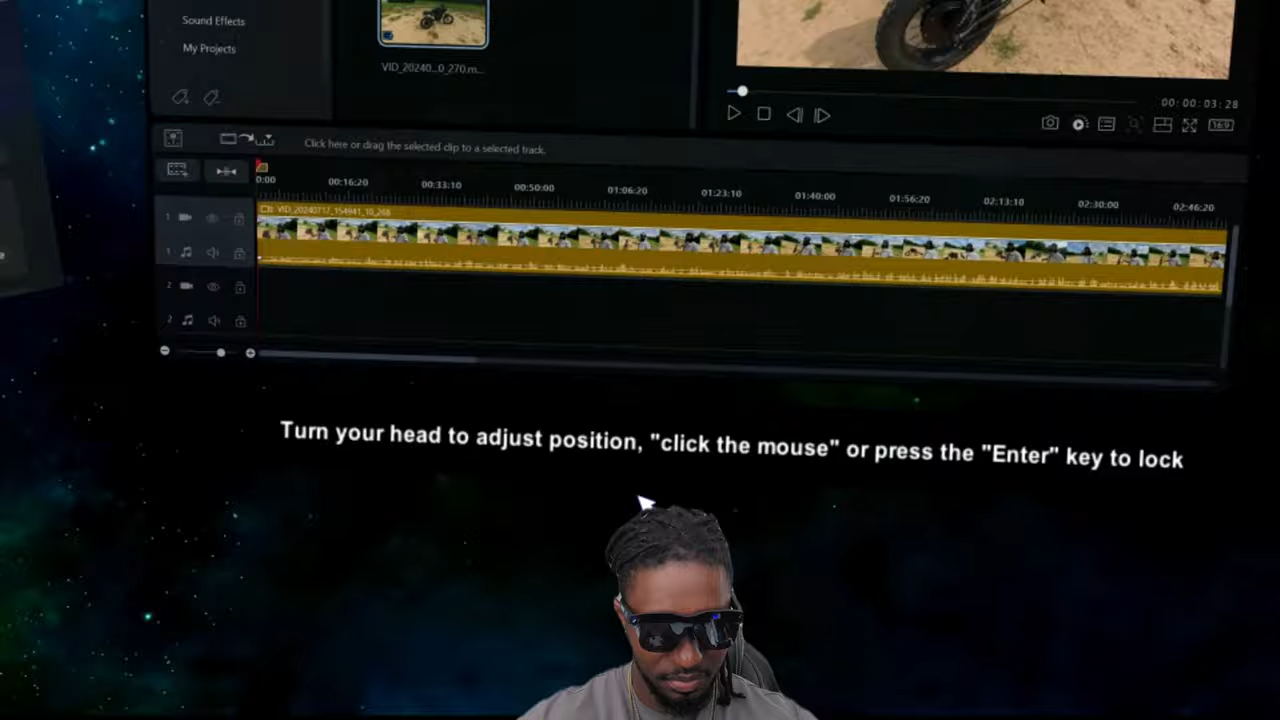 Sound Effects
My Projects
VID_20240...0_270.m...
00:00:03:28
16:9
Click here or drag the selected clip to a selected track.
0:00 00:16:20 00:33:10 00:50:00 01:06:20 01:23:10 01:40:00 01:56:20 02:13:10 02:30:00 02:46:20
1
VID_20240717_154941_10_268
1
2
2
Turn your head to adjust position, "click the mouse" or press the "Enter" key to lock